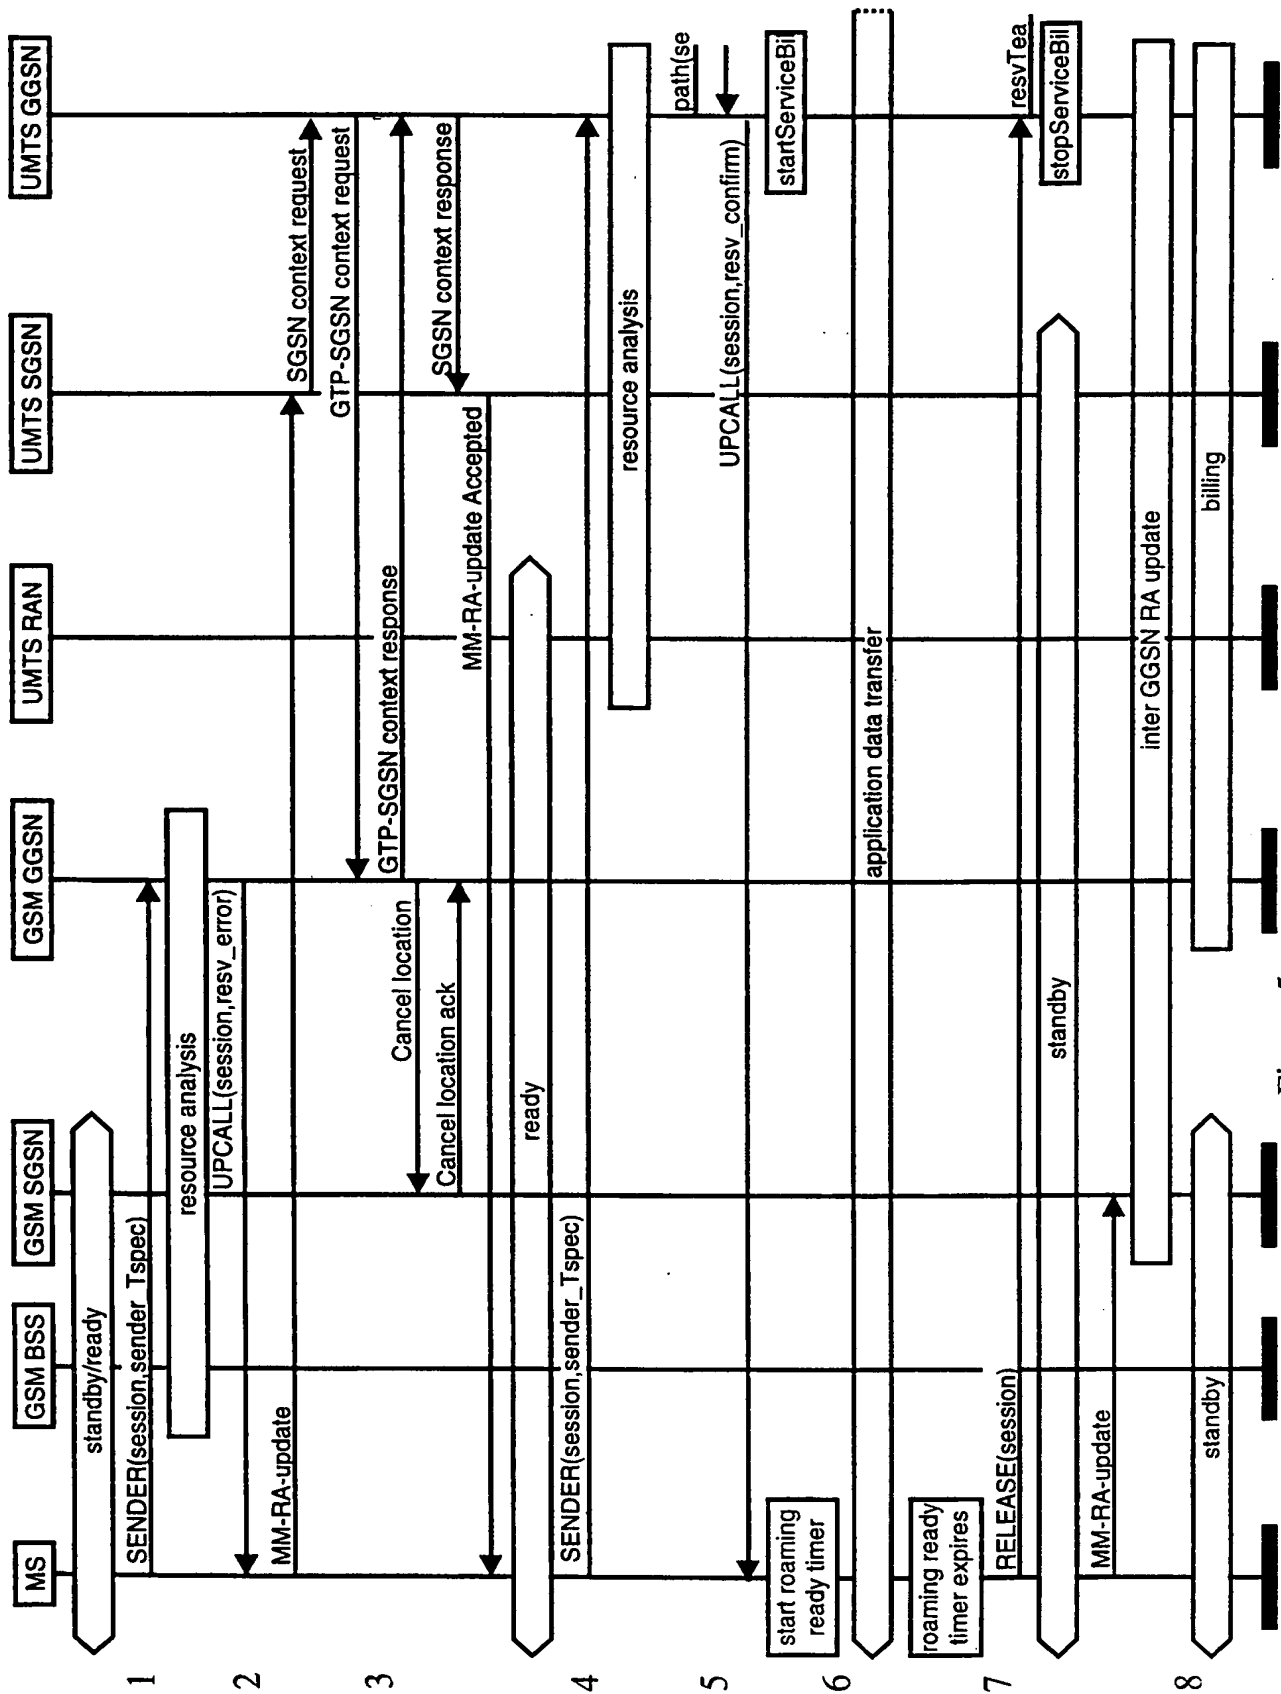 MS
GSM BSS
GSM SGSN
GSM GGSN
UMTS RAN
UMTS SGSN
UMTS GGSN
standby/ready
1
SENDER(session,sender_Tspec)
resource analysis
2
UPCALL(session,resv_error)
MM-RA-update
SGSN context request
GTP-SGSN context request
3
GTP-SGSN context response
Cancel location
SGSN context response
Cancel location ack
MM-RA-update Accepted
ready
4
SENDER(session,sender_Tspec)
resource analysis
path(se
5
UPCALL(session,resv_confirm)
start roaming
ready timer
startServiceBil
6
application data transfer
roaming ready
timer expires
7
RELEASE(session)
resvTea
stopServiceBil
standby
MM-RA-update
inter GGSN RA update
8
standby
billing